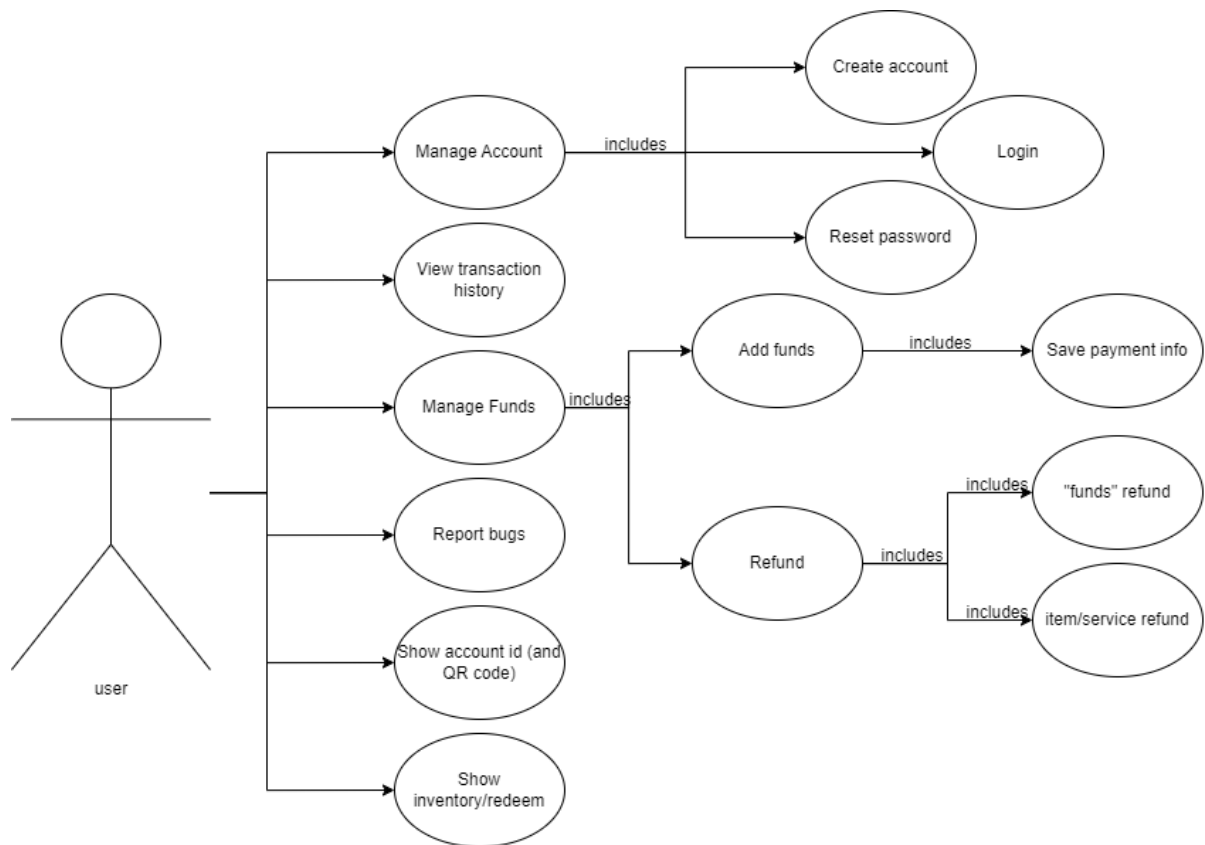 Create account
Manage Account
includes
Login
Reset password
View transaction
history
Add funds
includes
Save payment info
Manage Funds
includes
includes
"funds" refund
Report bugs
Refund
includes
includes
item/service refund
Show account id (and
QR code)
user
Show
inventory/redeem